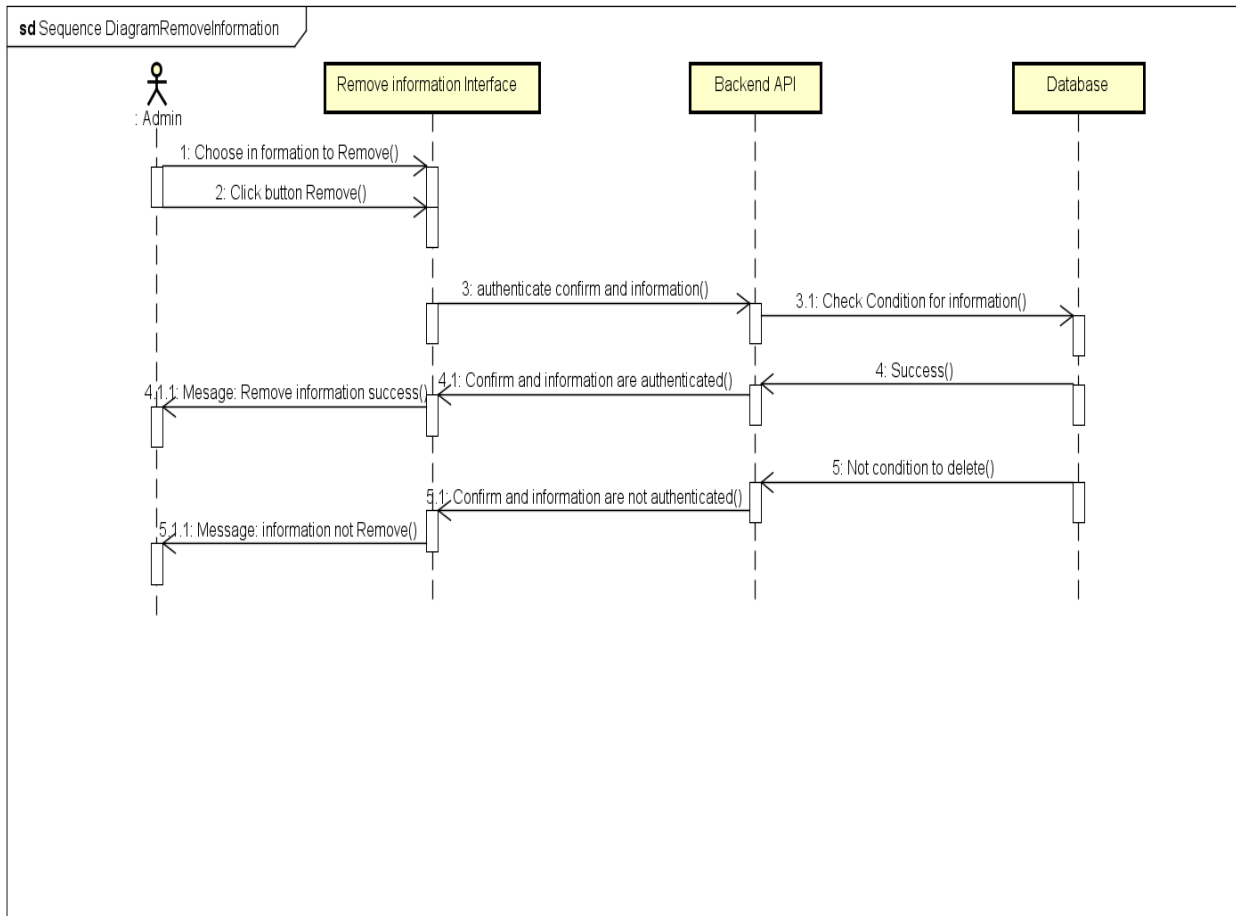 sd Sequence DiagramRemoveInformation
: Admin
Remove information Interface
Backend API
Database
1: Choose in formation to Remove()
2: Click button Remove()
3: authenticate confirm and information()
3.1: Check Condition for information()
4: Success()
4.1: Confirm and information are authenticated()
4.1.1: Mesage: Remove information success()
5: Not condition to delete()
5.1: Confirm and information are not authenticated()
5.1.1: Message: information not Remove()